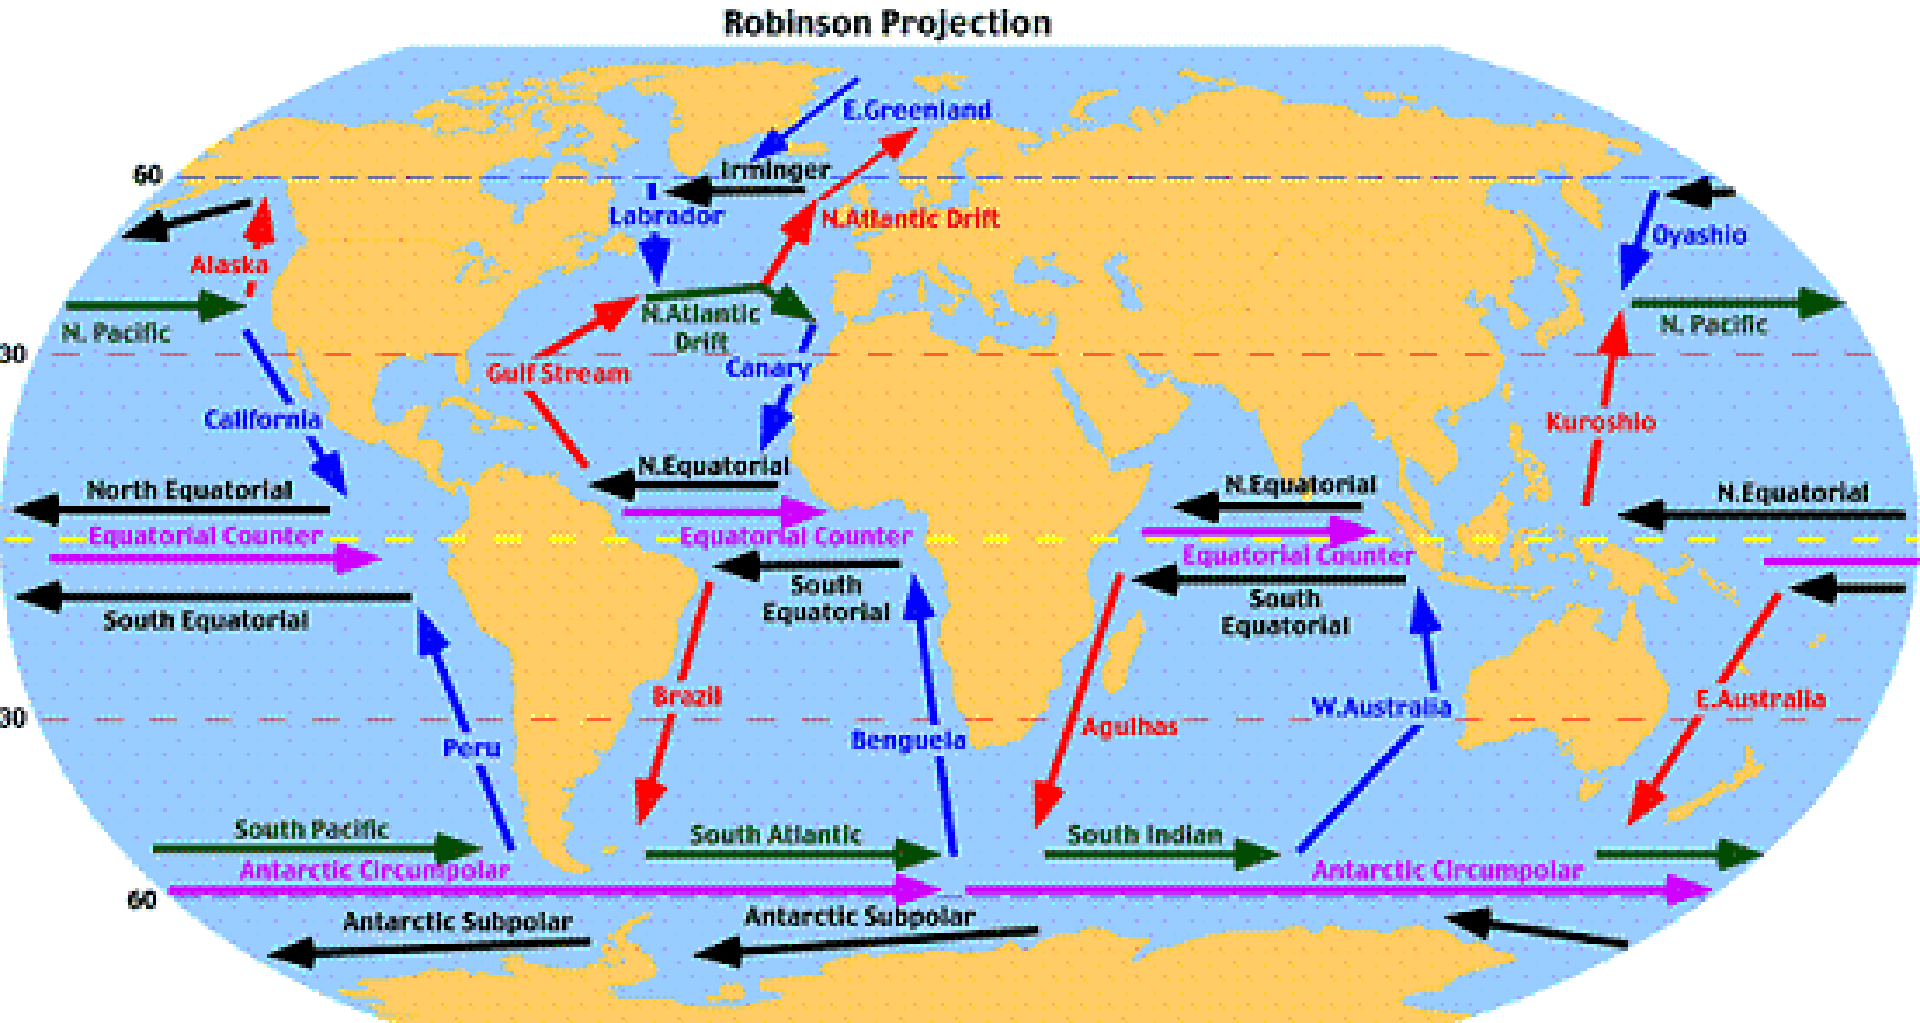 Robinson Projection
E.Greenland
60
Irminger
Labrador
N.Atlantic Drift
Oyashio
Alaska
N. Pacific
N.Atlantic
Drift
N. Pacific
30
Gulf Stream
Canary
California
Kuroshio
North Equatorial
N.Equatorial
N.Equatorial
N.Equatorial
Equatorial Counter
Equatorial Counter
Equatorial Counter
South Equatorial
South
Equatorial
South
Equatorial
Brazil
W.Australia
E.Australia
30
Peru
Benguela
Agulhas
South Pacific
South Atlantic
South Indian
Antarctic Circumpolar
Antarctic Circumpolar
60
Antarctic Subpolar
Antarctic Subpolar